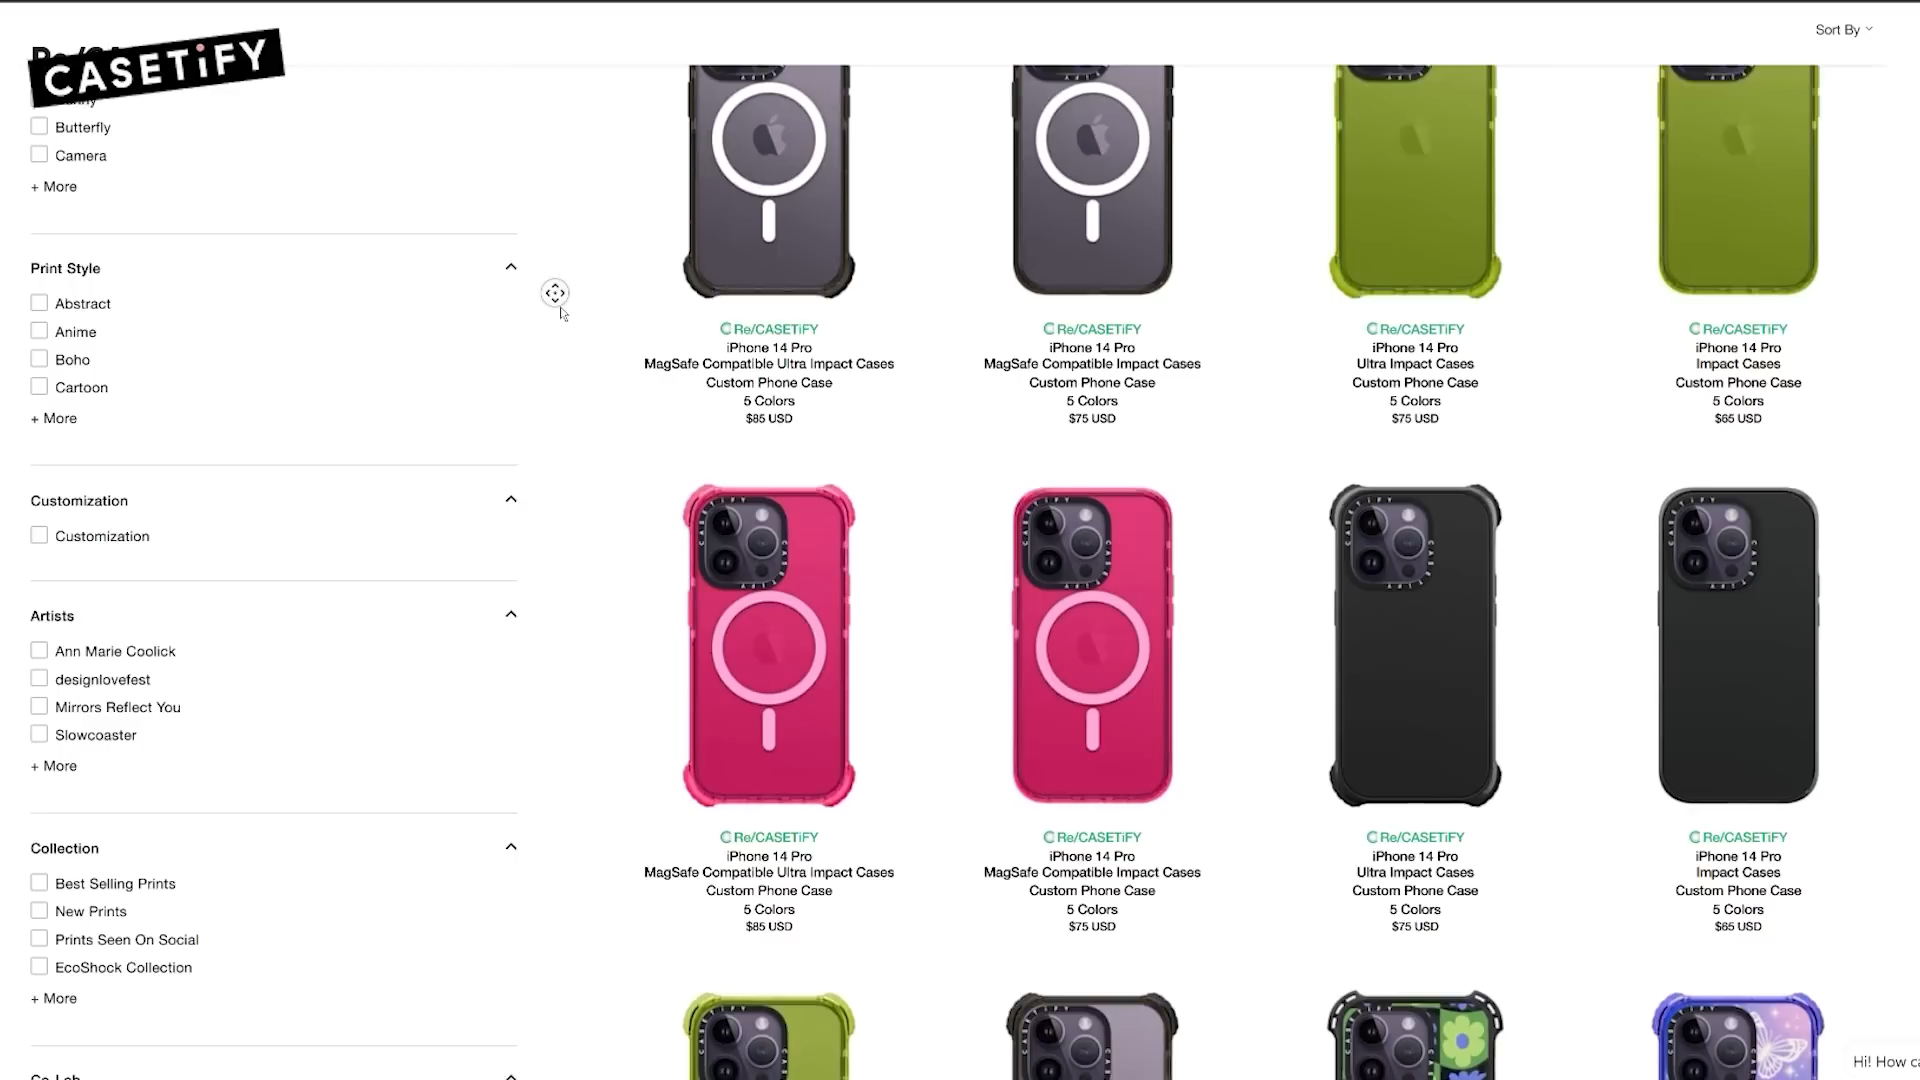 CASETiFY
Sort By
Butterfly
Camera
+ More
Print Style
Abstract
Anime
Boho
Cartoon
+ More
Customization
Customization
Artists
Ann Marie Coolick
designlovefest
Mirrors Reflect You
Slowcoaster
+ More
Collection
Best Selling Prints
New Prints
Prints Seen On Social
EcoShock Collection
+ More
Re/CASETiFY
iPhone 14 Pro
MagSafe Compatible Ultra Impact Cases
Custom Phone Case
5 Colors
$85 USD
Re/CASETiFY
iPhone 14 Pro
MagSafe Compatible Impact Cases
Custom Phone Case
5 Colors
$75 USD
Re/CASETiFY
iPhone 14 Pro
Ultra Impact Cases
Custom Phone Case
5 Colors
$75 USD
Re/CASETiFY
iPhone 14 Pro
Impact Cases
Custom Phone Case
5 Colors
$65 USD
Re/CASETiFY
iPhone 14 Pro
MagSafe Compatible Ultra Impact Cases
Custom Phone Case
5 Colors
$85 USD
Re/CASETiFY
iPhone 14 Pro
MagSafe Compatible Impact Cases
Custom Phone Case
5 Colors
$75 USD
Re/CASETiFY
iPhone 14 Pro
Ultra Impact Cases
Custom Phone Case
5 Colors
$75 USD
Re/CASETiFY
iPhone 14 Pro
Impact Cases
Custom Phone Case
5 Colors
$65 USD
Hi! How